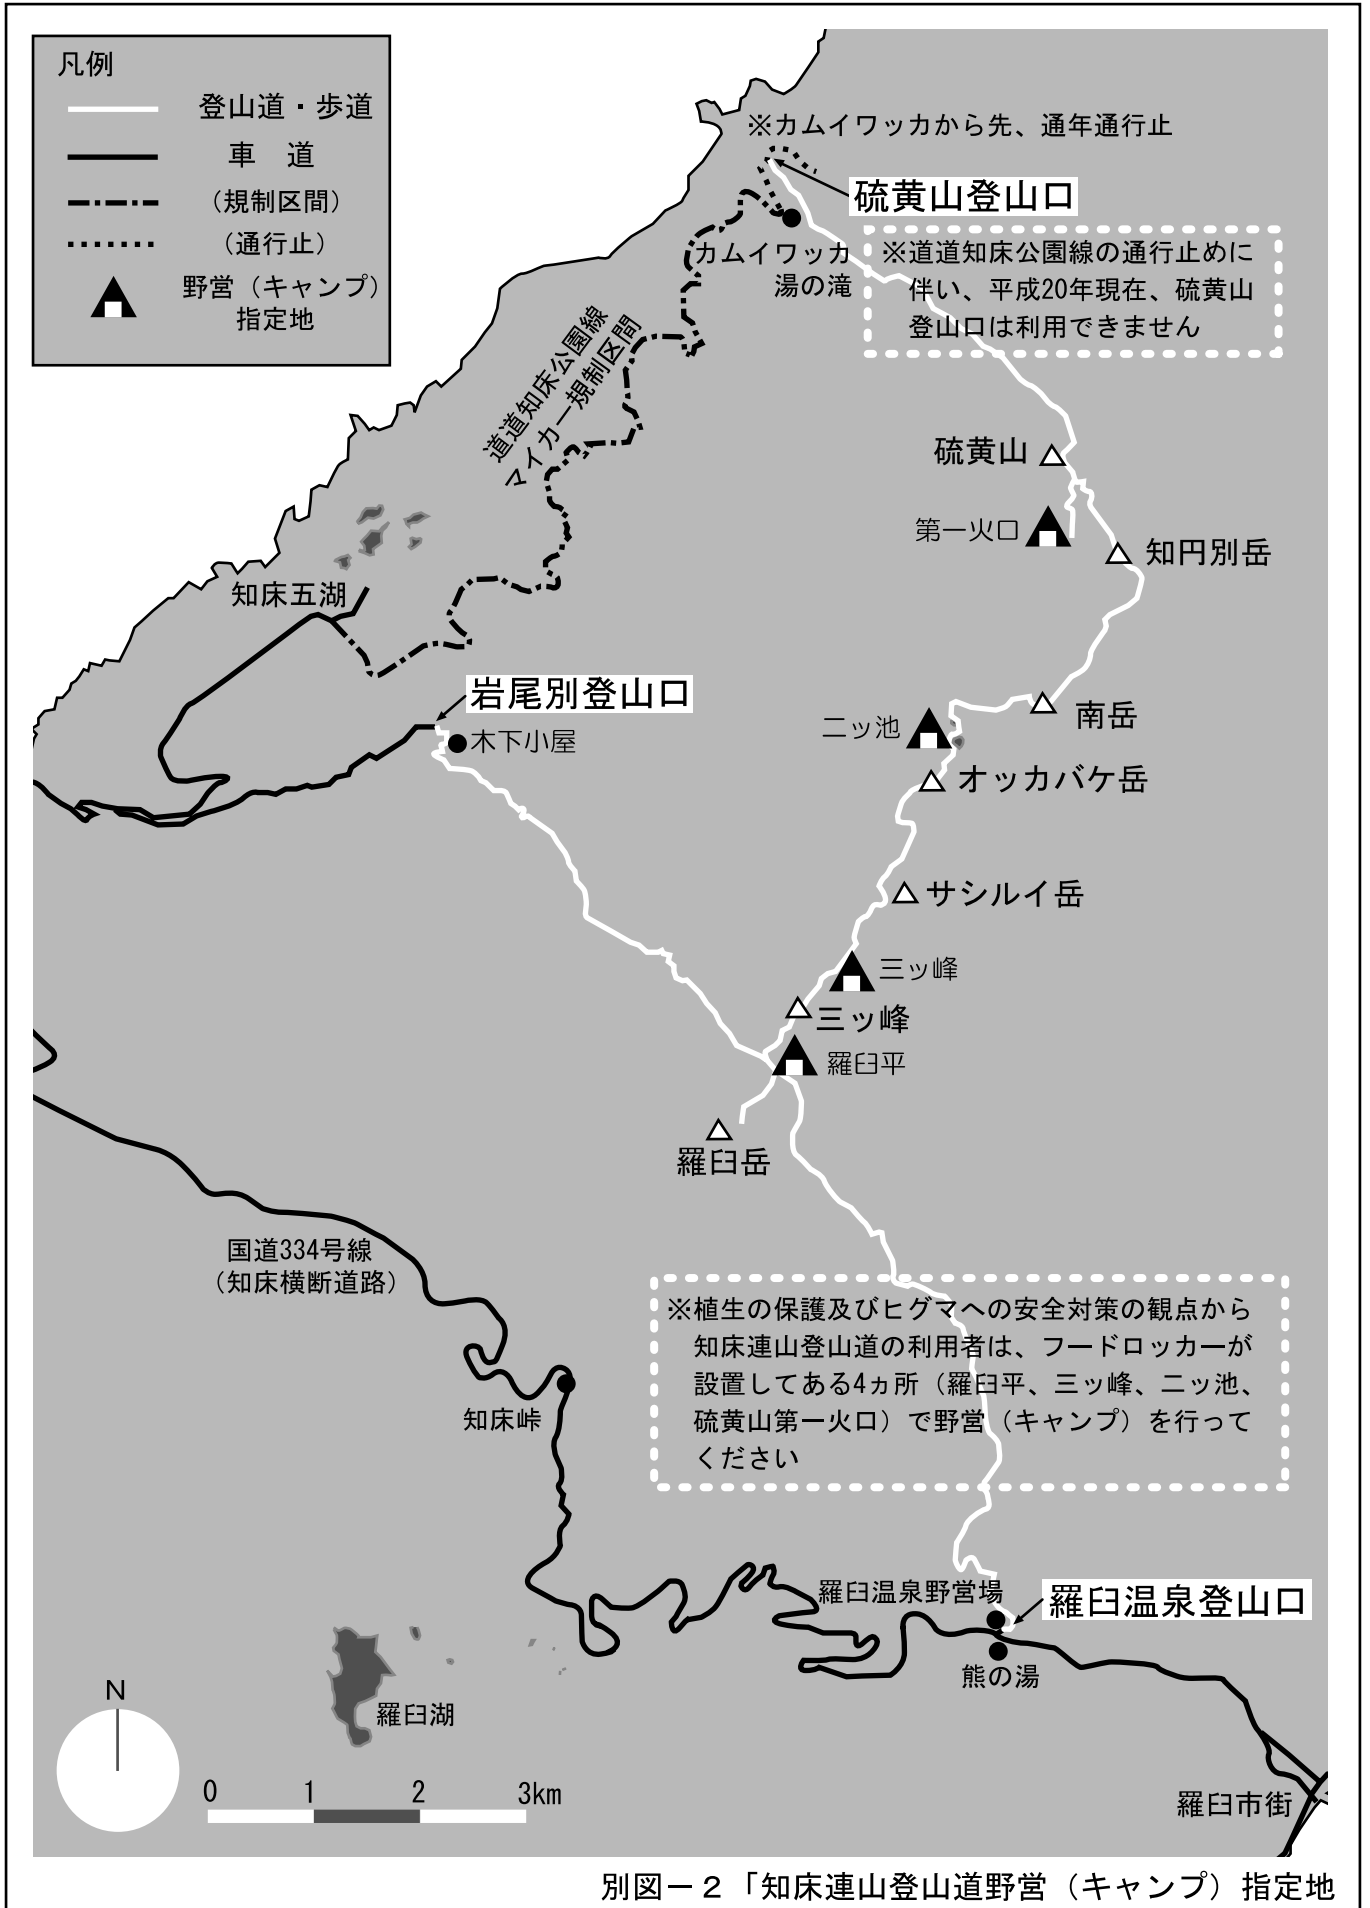 凡例
登山道・歩道
車　道
（規制区間）
（通行止）
野営（キャンプ）
指定地
※カムイワッカから先、通年通行止
硫黄山登山口
カムイワッカ
湯の滝
※道道知床公園線の通行止めに
伴い、平成20年現在、硫黄山
登山口は利用できません
道道知床公園線
マイカー規制区間
硫黄山
第一火口
知円別岳
知床五湖
岩尾別登山口
木下小屋
南岳
二ッ池
オッカバケ岳
サシルイ岳
三ッ峰
三ッ峰
羅臼平
羅臼岳
国道334号線
（知床横断道路）
※植生の保護及びヒグマへの安全対策の観点から
知床連山登山道の利用者は、フードロッカーが
設置してある4ヵ所（羅臼平、三ッ峰、二ッ池、
硫黄山第一火口）で野営（キャンプ）を行って
ください
知床峠
羅臼温泉野営場
羅臼温泉登山口
熊の湯
羅臼湖
N
0 1 2 3km
羅臼市街
別図－２「知床連山登山道野営（キャンプ）指定地